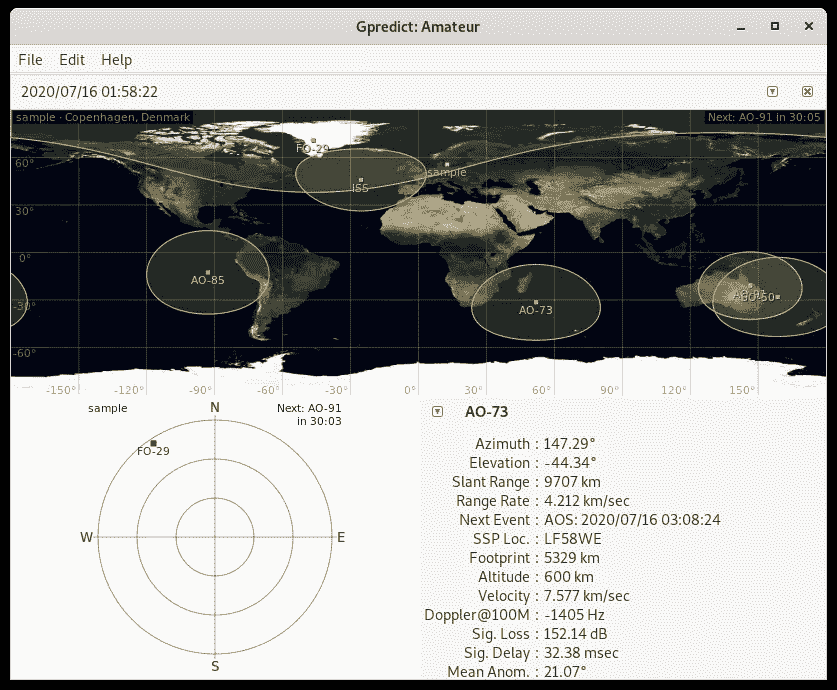 Gpredict: Amateur
File Edit Help
2020/07/16 01:58:22
sample · Copenhagen, Denmark
Next: AO-91 in 30:05
FO-29
ISS
sample
AO-85
AO-73
60°
30°
0°
-30°
-60°
-150° -120° -90° -60° -30° 0° 30° 60° 90° 120° 150°
sample
Next: AO-91
in 30:03
N
FO-29
W
E
S
AO-73
Azimuth : 147.29°
Elevation : -44.34°
Slant Range : 9707 km
Range Rate : 4.212 km/sec
Next Event : AOS: 2020/07/16 03:08:24
SSP Loc. : LF58WE
Footprint : 5329 km
Altitude : 600 km
Velocity : 7.577 km/sec
Doppler@100M : -1405 Hz
Sig. Loss : 152.14 dB
Sig. Delay : 32.38 msec
Mean Anom. : 21.07°